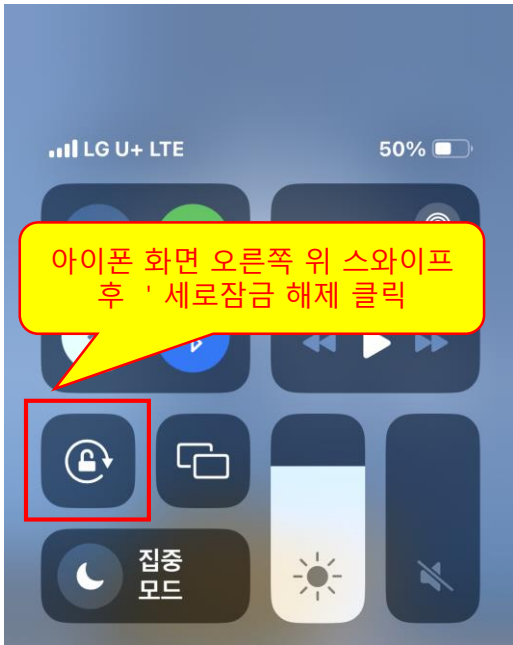 LG U+ LTE 50%
아이폰 화면 오른쪽 위 스와이프
후 ' 세로잠금 해제 클릭
집중
모드